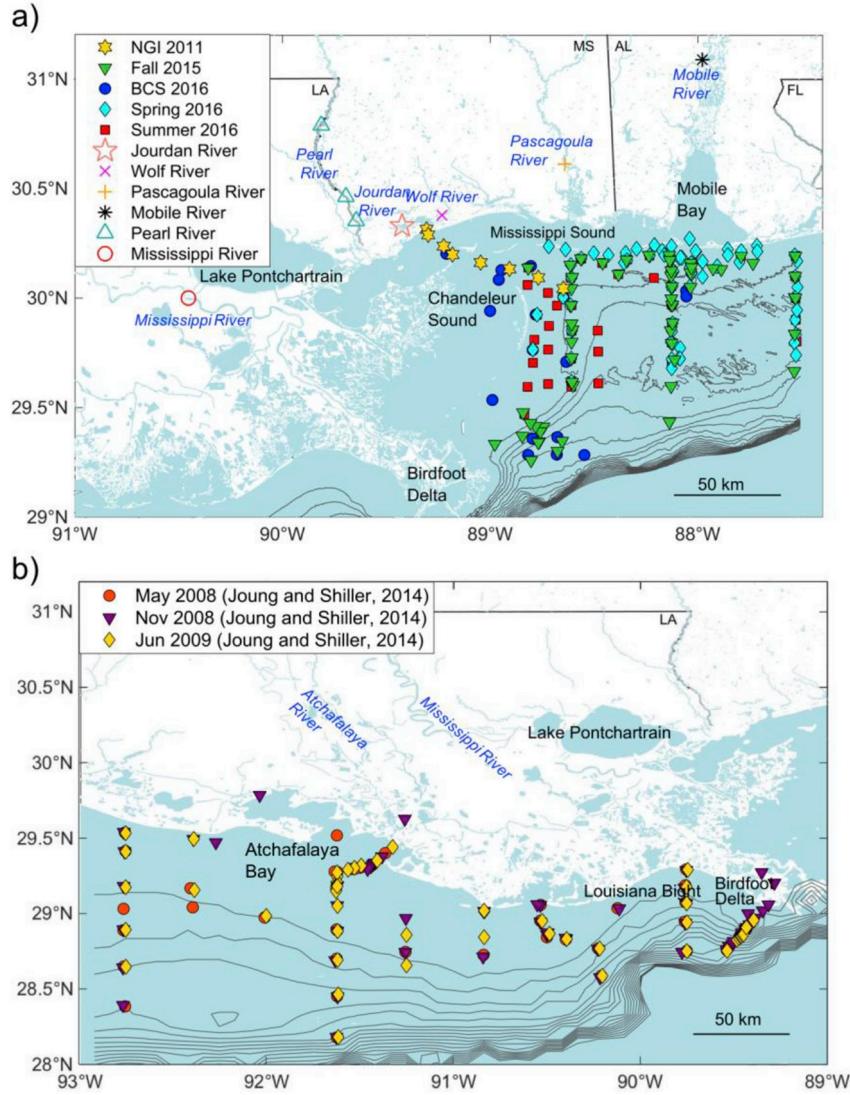 a)
NGI 2011
Fall 2015
BCS 2016
Spring 2016
Summer 2016
Jourdan River
Wolf River
Pascagoula River
Mobile River
Pearl River
Mississippi River
31°N
30.5°N
30°N
29.5°N
29°N
91°W
90°W
89°W
88°W
LA
MS
AL
FL
Mobile
River
Pascagoula
River
Pearl
River
Jourdan
River
Wolf River
Mobile
Bay
Mississippi Sound
Lake Pontchartrain
Chandeleur
Sound
Mississippi River
Birdfoot
Delta
50 km
b)
May 2008 (Joung and Shiller, 2014)
Nov 2008 (Joung and Shiller, 2014)
Jun 2009 (Joung and Shiller, 2014)
31°N
30.5°N
30°N
29.5°N
29°N
28.5°N
28°N
93°W
92°W
91°W
90°W
89°W
LA
Atchafalaya
River
Mississippi River
Lake Pontchartrain
Atchafalaya
Bay
Louisiana Bight
Birdfoot
Delta
50 km